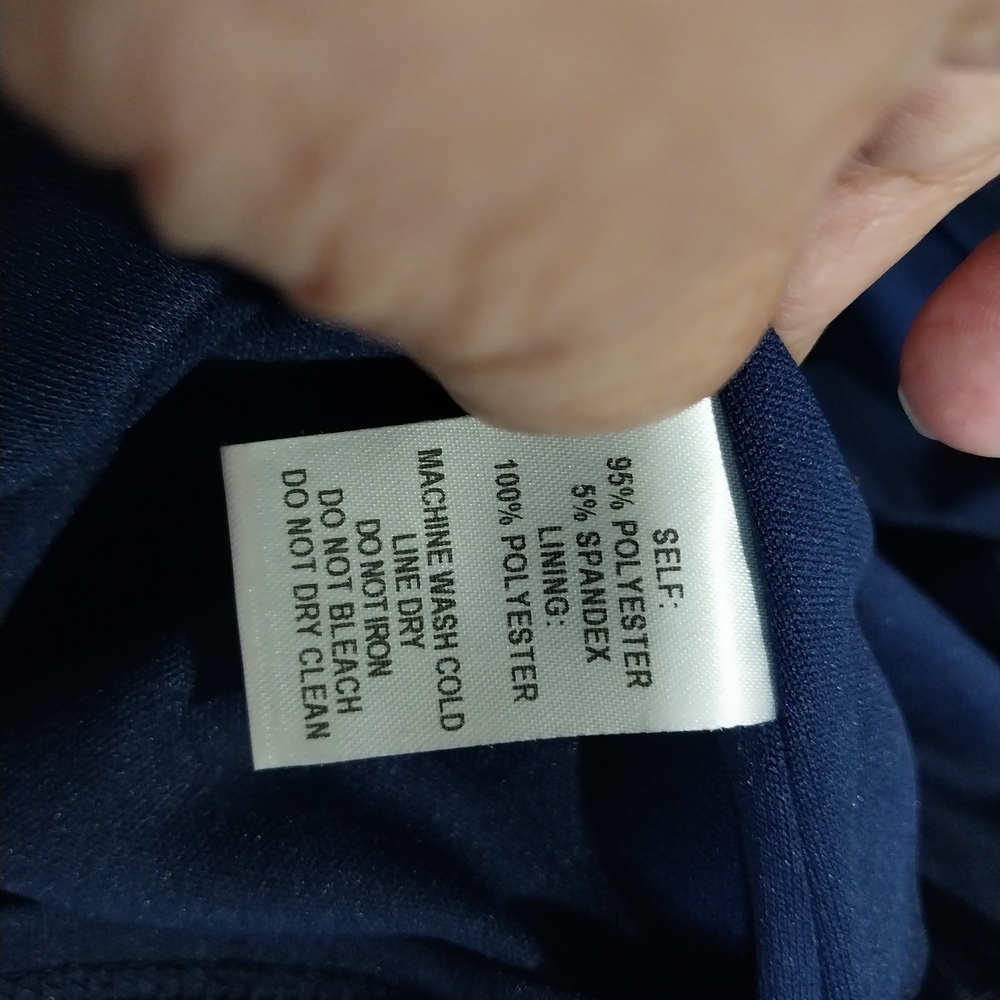 SELF:
95% POLYESTER
5% SPANDEX
LINING:
100% POLYESTER
MACHINE WASH COLD
LINE DRY
DO NOT IRON
DO NOT BLEACH
DO NOT DRY CLEAN